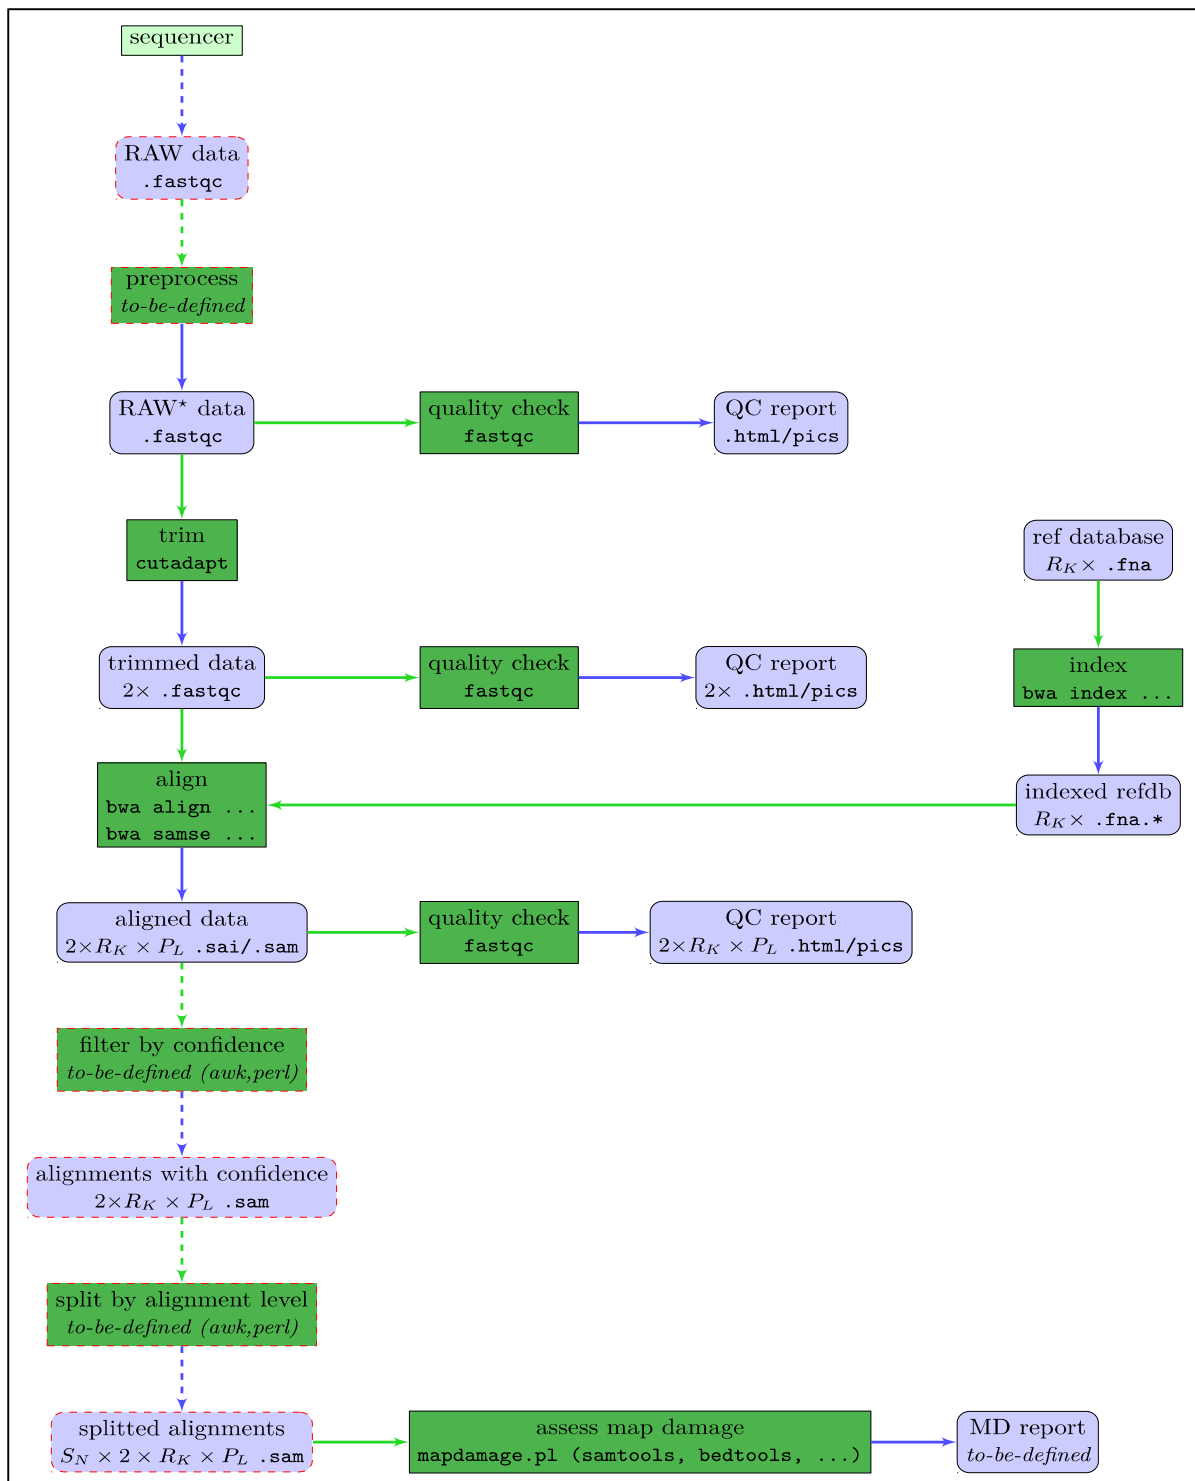 sequencer
RAW data
.fastqc
preprocess
to-be-defined
RAW⋆ data
.fastqc
quality check
fastqc
QC report
.html/pics
trim
cutadapt
ref database
R_K× .fna
trimmed data
2× .fastqc
quality check
fastqc
QC report
2× .html/pics
index
bwa index ...
align
bwa align ...
bwa samse ...
indexed refdb
R_K× .fna.*
aligned data
2×R_K × P_L .sai/.sam
quality check
fastqc
QC report
2×R_K × P_L .html/pics
filter by confidence
to-be-defined (awk,perl)
alignments with confidence
2×R_K × P_L .sam
split by alignment level
to-be-defined (awk,perl)
splitted alignments
S_N × 2 × R_K × P_L .sam
assess map damage
mapdamage.pl (samtools, bedtools, ...)
MD report
to-be-defined